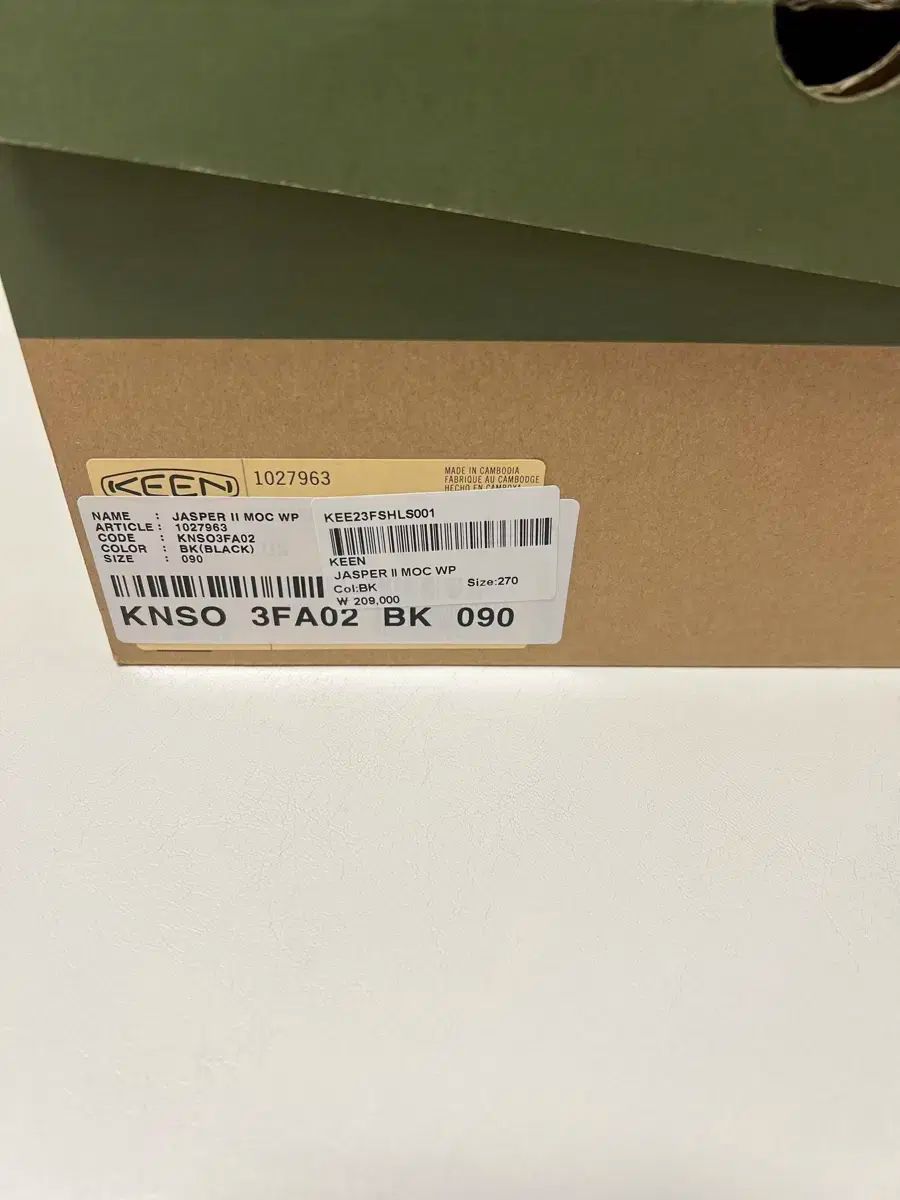 KEEN
1027963
MADE IN CAMBODIA
FABRIQUE AU CAMBODGE
HECHO EN CAMBOYA
NAME : JASPER II MOC WP
ARTICLE : 1027963
CODE : KNSO3FA02
COLOR : BK(BLACK)
SIZE : 090
KNSO 3FA02 BK 090
KEE23FSHLS001
KEEN
JASPER II MOC WP
Col:BK Size:270
₩ 209,000